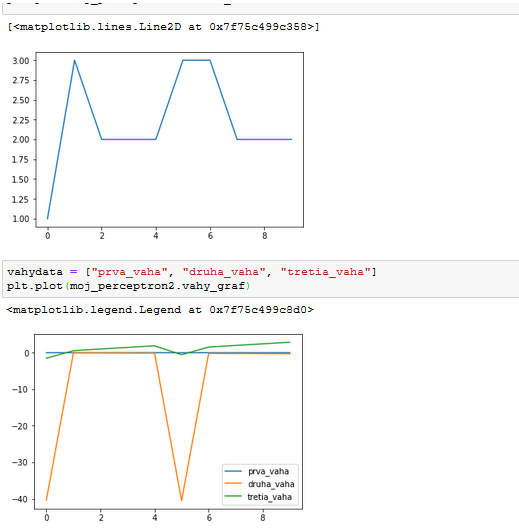 [<matplotlib.lines.Line2D at 0x7f75c499c358>]
3.00
2.75
2.50
2.25
2.00
1.75
1.50
1.25
1.00
0 2 4 6 8
vahydata = ["prva_vaha", "druha_vaha", "tretia_vaha"]
plt.plot(moj_perceptron2.vahy_graf)
<matplotlib.legend.Legend at 0x7f75c499c8d0>
0
−10
−20
−30
prva_vaha
druha_vaha
tretia_vaha
−40
0 2 4 6 8